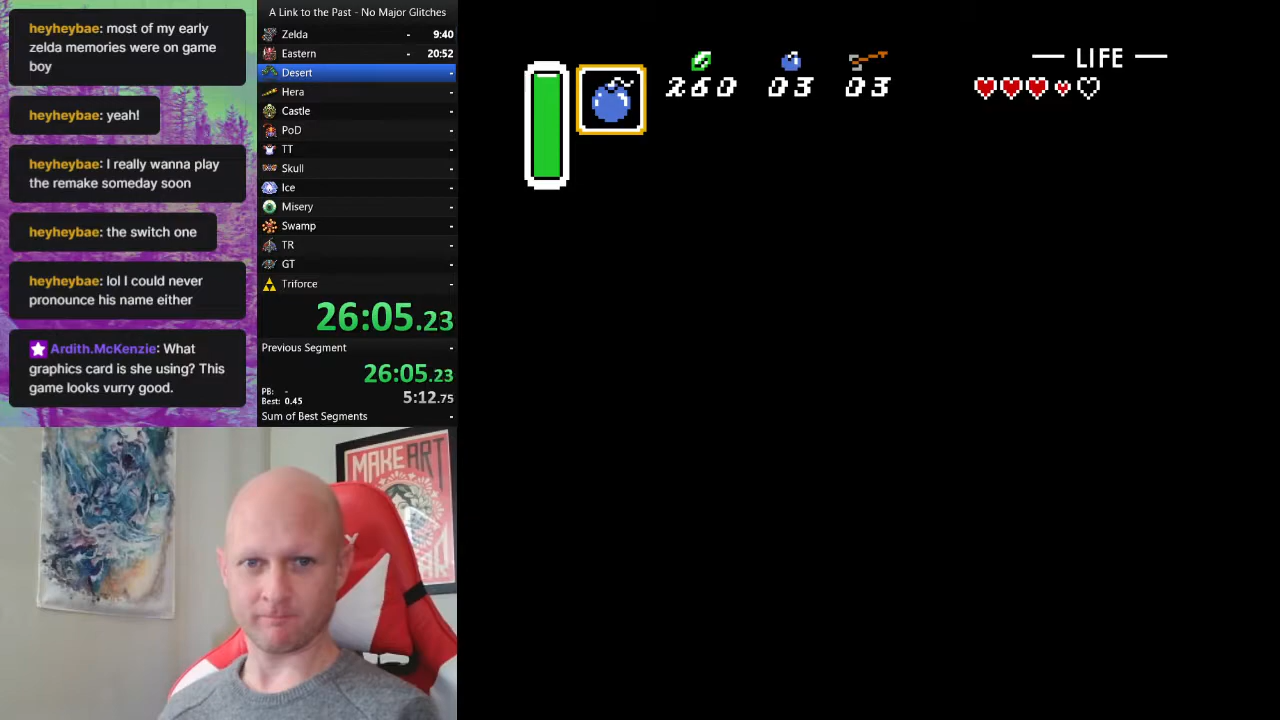 heyheybae: most of my early
zelda memories were on game
boy
heyheybae: yeah!
heyheybae: I really wanna play
the remake someday soon
heyheybae: the switch one
heyheybae: lol I could never
pronounce his name either
Ardith.McKenzie: What
graphics card is she using? This
game looks vurry good.
A Link to the Past - No Major Glitches
Zelda - 9:40
Eastern - 20:52
Desert -
Hera -
Castle -
PoD -
TT -
Skull -
Ice -
Misery -
Swamp -
TR -
GT -
Triforce -
26:05.23
Previous Segment -
26:05.23
PB: -
Best: 0.45 5:12.75
Sum of Best Segments -
MAKE ART
260 03 03
— LIFE —